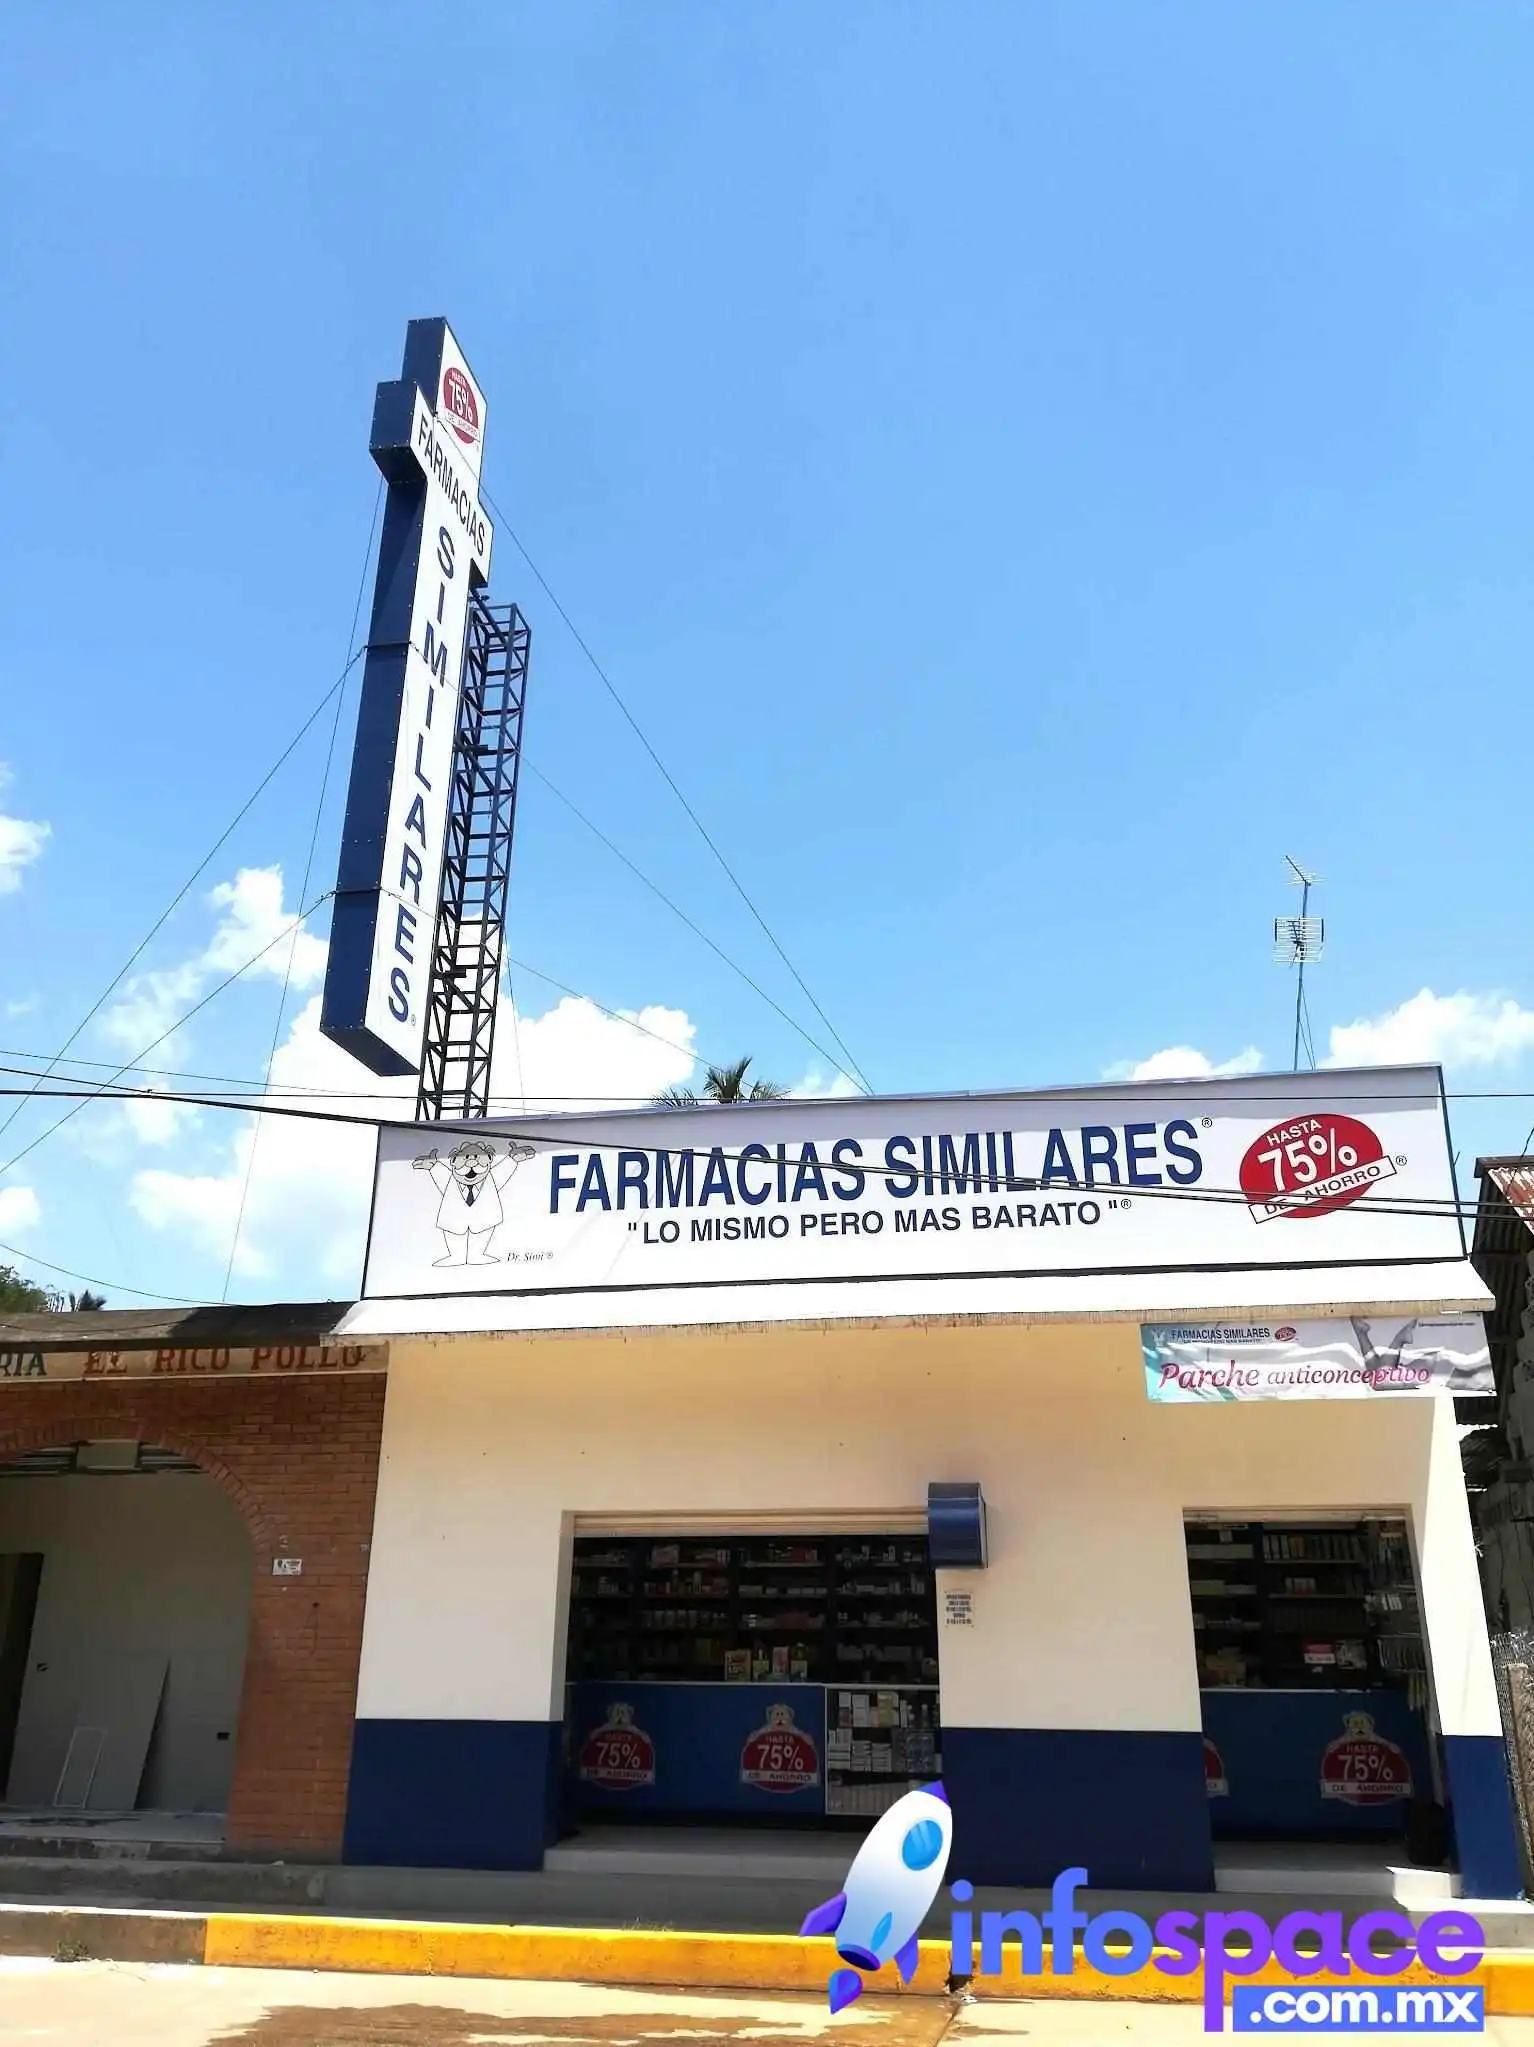 HASTA
75%
DE AHORRO
FARMACIAS
SIMILARES®
FARMACIAS SIMILARES®
"LO MISMO PERO MAS BARATO"®
HASTA
75%
DE AHORRO
®
Dr. Simi®
RIA EL RICO POLLO
FARMACIAS SIMILARES
Parche anticonceptivo
HASTA
75%
DE AHORRO
HASTA
75%
DE AHORRO
HASTA
75%
DE AHORRO
infospace
.com.mx